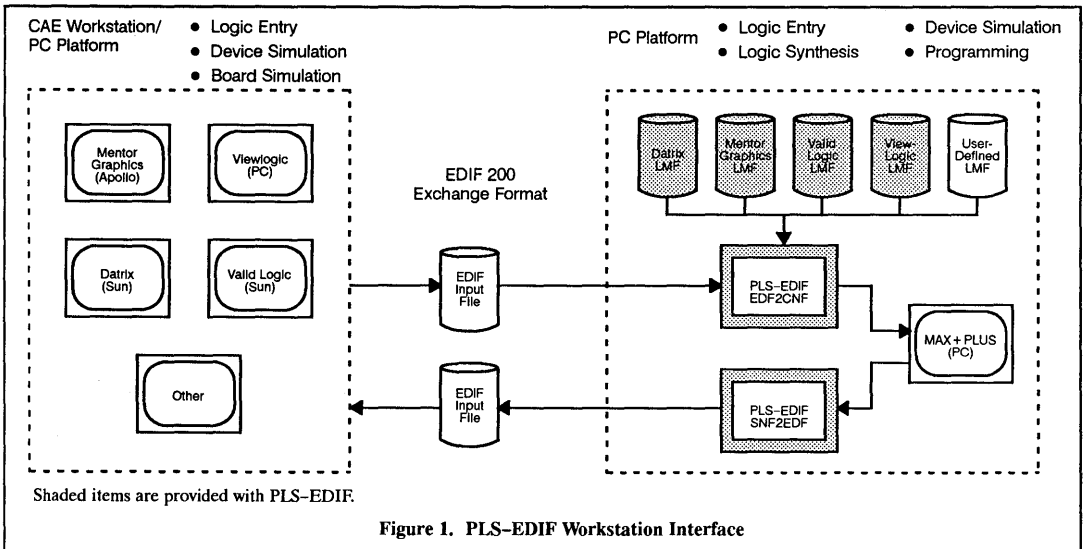 CAE Workstation/
PC Platform
● Logic Entry
● Device Simulation
● Board Simulation
PC Platform
● Logic Entry
● Logic Synthesis
● Device Simulation
● Programming
Mentor
Graphics
(Apollo)
Viewlogic
(PC)
Datrix
(Sun)
Valid Logic
(Sun)
Other
EDIF 200
Exchange Format
EDIF
Input
File
EDIF
Input
File
Datrix
LMF
Mentor
Graphics
LMF
Valid
Logic
LMF
View-
Logic
LMF
User-
Defined
LMF
PLS-EDIF
EDF2CNF
MAX+PLUS
(PC)
PLS-EDIF
SNF2EDF
Shaded items are provided with PLS-EDIF.
Figure 1. PLS-EDIF Workstation Interface